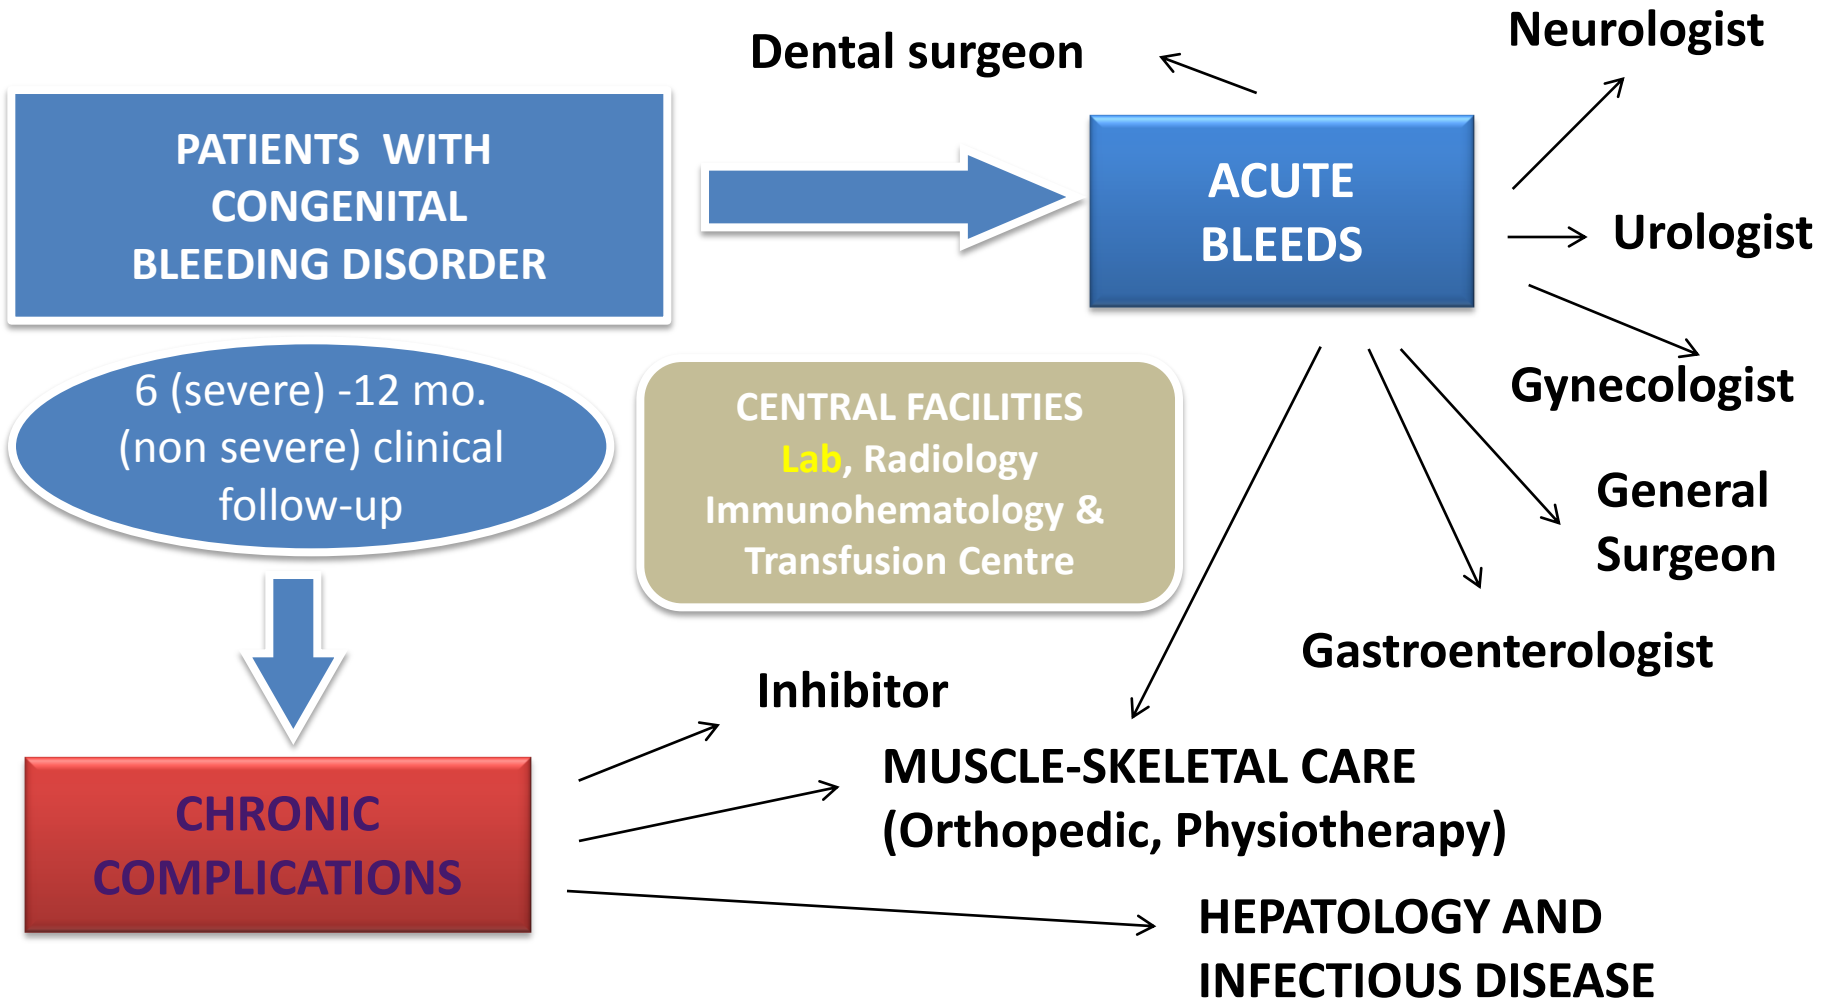 Dental surgeon
Neurologist
PATIENTS WITH
CONGENITAL
BLEEDING DISORDER
ACUTE
BLEEDS
Urologist
Gynecologist
6 (severe) -12 mo.
(non severe) clinical
follow-up
CENTRAL FACILITIES
Lab, Radiology
Immunohematology &
Transfusion Centre
General
Surgeon
Gastroenterologist
Inhibitor
MUSCLE-SKELETAL CARE
(Orthopedic, Physiotherapy)
CHRONIC
COMPLICATIONS
HEPATOLOGY AND
INFECTIOUS DISEASE